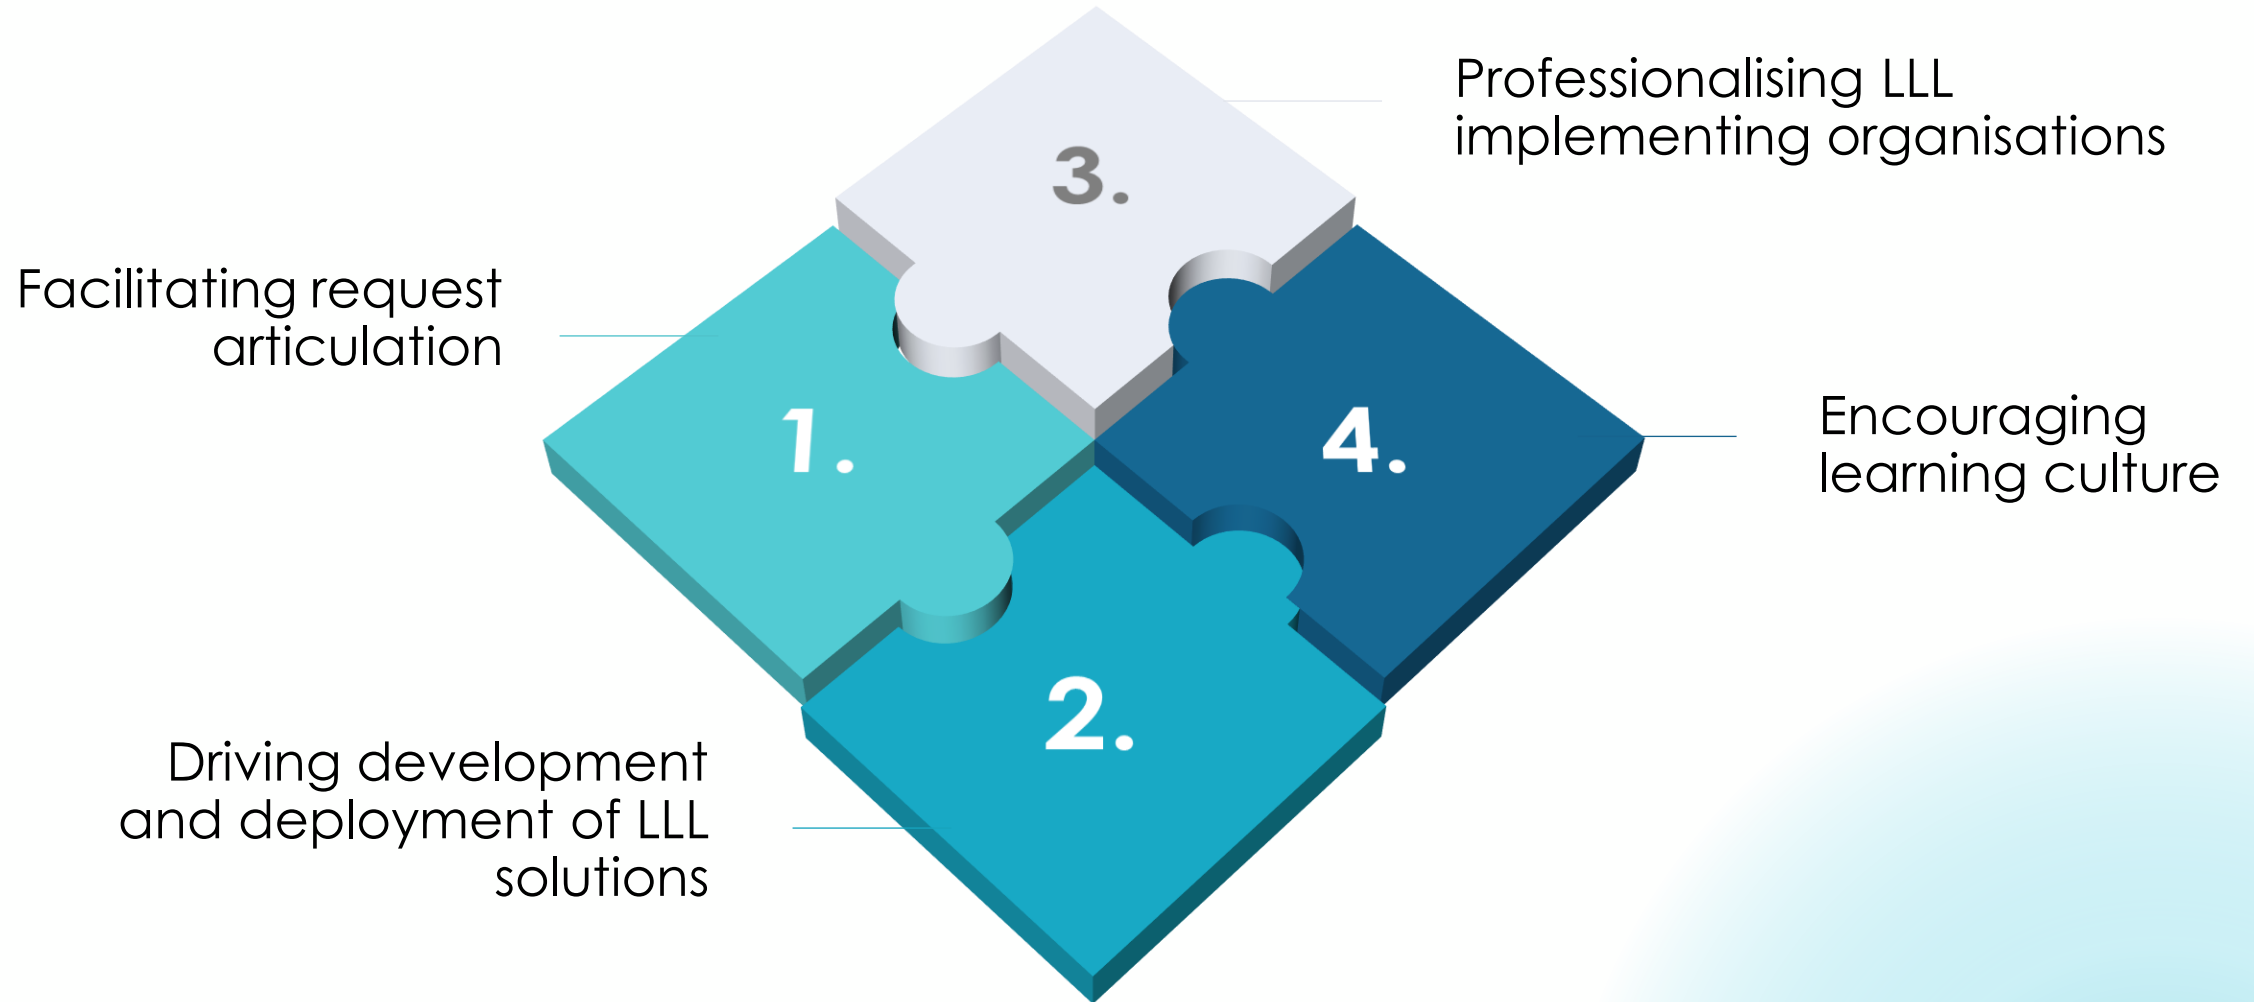 Professionalising LLL
implementing organisations
3.
Facilitating request
articulation
1.
4.
Encouraging
learning culture
2.
Driving development
and deployment of LLL
solutions